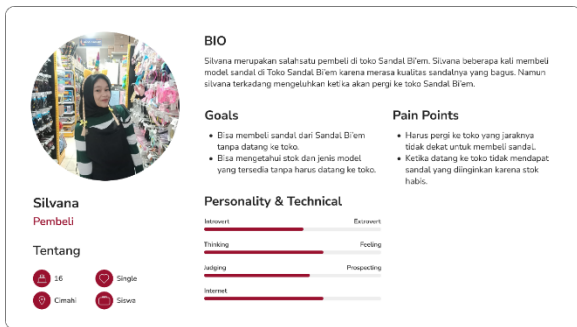 BIO
Silvana merupakan salahsatu pembeli di toko Sandal Bi'em. Silvana beberapa kali membeli
model sandal di Toko Sandal Bi'em karena merasa kualitas sandalnya yang bagus. Namun
silvana terkadang mengeluhkan ketika akan pergi ke toko Sandal Bi'em.
Goals
• Bisa membeli sandal dari Sandal Bi'em
tanpa datang ke toko.
• Bisa mengetahui stok dan jenis model
yang tersedia tanpa harus datang ke toko.
Pain Points
• Harus pergi ke toko yang jaraknya
tidak dekat untuk membeli sandal.
• Ketika datang ke toko tidak mendapat
sandal yang diinginkan karena stok
habis.
Silvana
Pembeli
Tentang
16
Single
Cimahi
Siswa
Personality & Technical
Introvert Extrovert
Thinking Feeling
Judging Prospecting
Internet